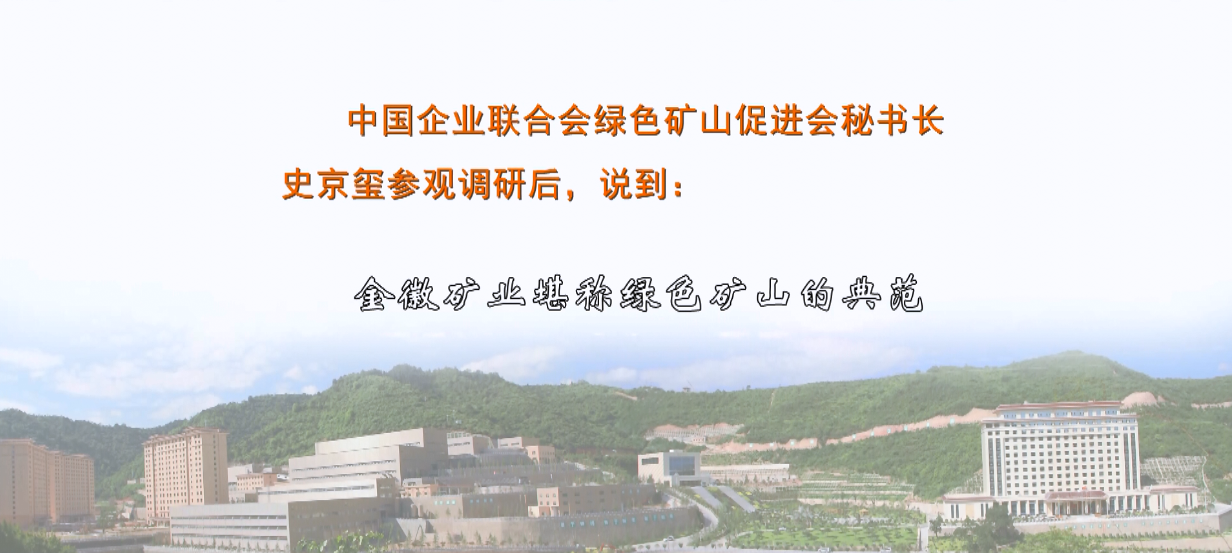 中国企业联合会绿色矿山促进会秘书长
史京玺参观调研后，说到：
金徽矿业堪称绿色矿山的典范